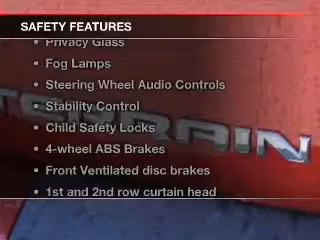 SAFETY FEATURES
• Privacy Glass
• Fog Lamps
• Steering Wheel Audio Controls
• Stability Control
• Child Safety Locks
• 4-wheel ABS Brakes
• Front Ventilated disc brakes
• 1st and 2nd row curtain head
TERRAIN